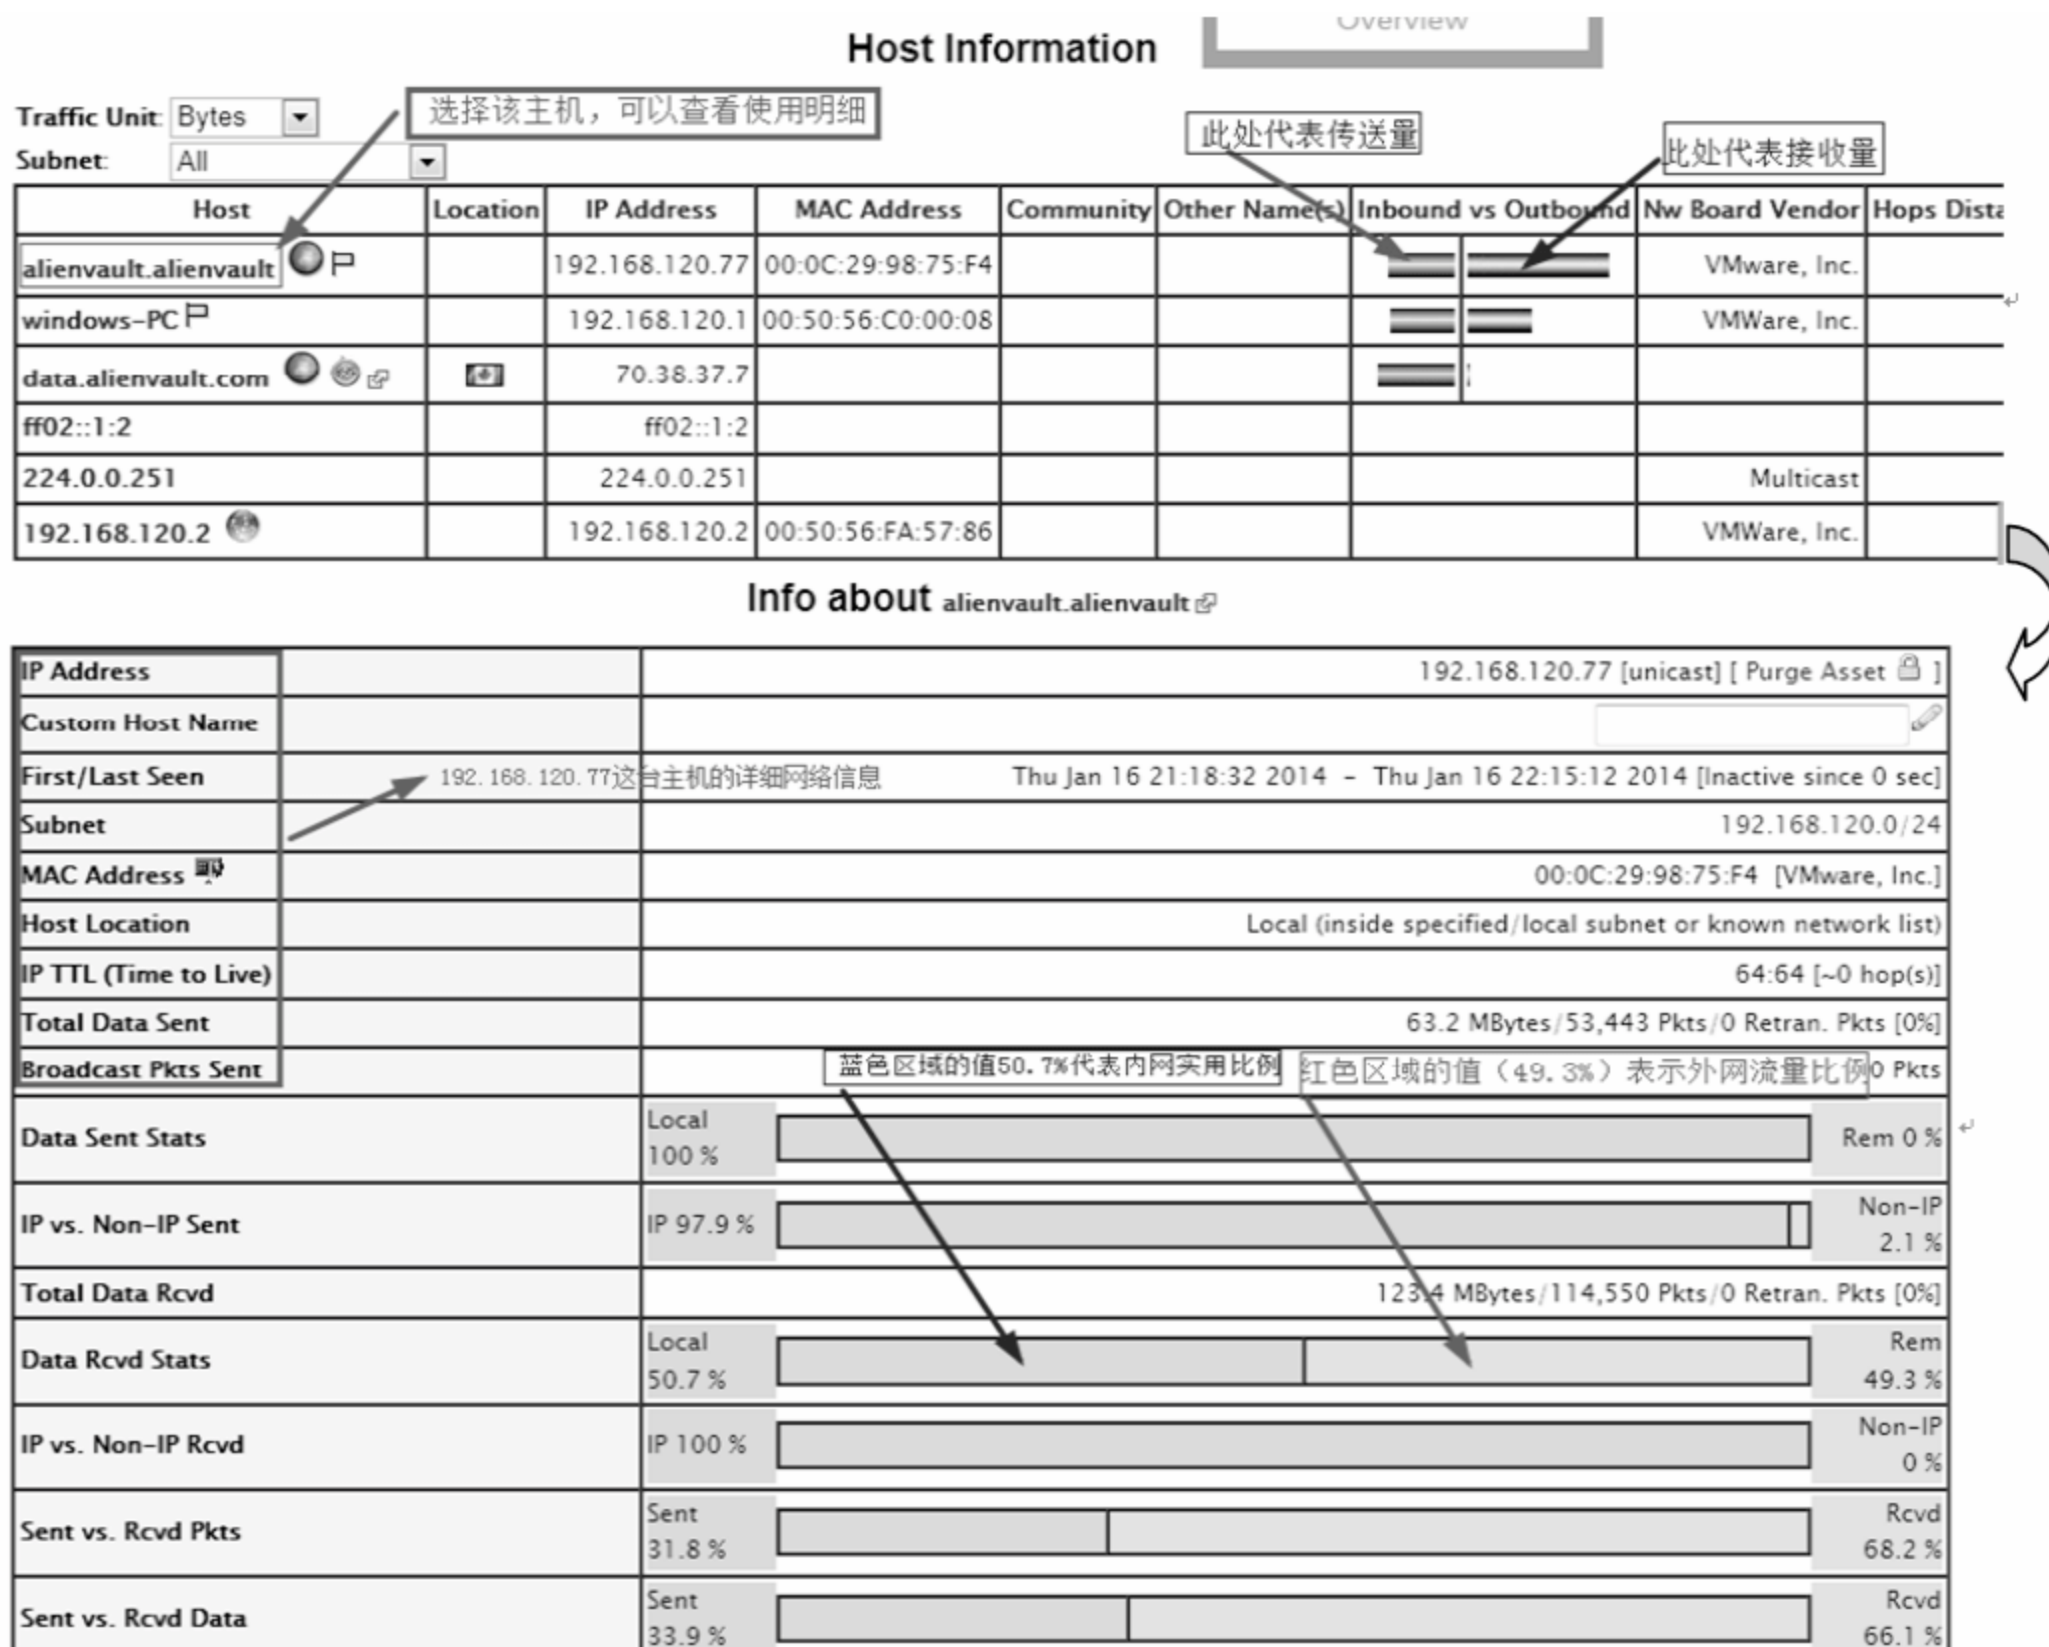 Overview
Host Information
Traffic Unit: Bytes
选择该主机，可以查看使用明细
此处代表传送量
此处代表接收量
Subnet: All
Host Location IP Address MAC Address Community Other Name(s) Inbound vs Outbound Nw Board Vendor Hops Dista
alienvault.alienvault 192.168.120.77 00:0C:29:98:75:F4 VMware, Inc.
windows-PC 192.168.120.1 00:50:56:C0:00:08 VMWare, Inc.
data.alienvault.com 70.38.37.7
ff02::1:2 ff02::1:2
224.0.0.251 224.0.0.251 Multicast
192.168.120.2 192.168.120.2 00:50:56:FA:57:86 VMWare, Inc.
Info about alienvault.alienvault
IP Address 192.168.120.77 [unicast] [ Purge Asset ]
Custom Host Name
First/Last Seen 192.168.120.77这台主机的详细网络信息 Thu Jan 16 21:18:32 2014 - Thu Jan 16 22:15:12 2014 [Inactive since 0 sec]
Subnet 192.168.120.0/24
MAC Address 00:0C:29:98:75:F4 [VMware, Inc.]
Host Location Local (inside specified/local subnet or known network list)
IP TTL (Time to Live) 64:64 [~0 hop(s)]
Total Data Sent 63.2 MBytes/53,443 Pkts/0 Retran. Pkts [0%]
Broadcast Pkts Sent 蓝色区域的值50.7%代表内网实用比例 红色区域的值（49.3%）表示外网流量比例 0 Pkts
Data Sent Stats Local 100 % Rem 0 %
IP vs. Non-IP Sent IP 97.9 % Non-IP 2.1 %
Total Data Rcvd 123.4 MBytes/114,550 Pkts/0 Retran. Pkts [0%]
Data Rcvd Stats Local 50.7 % Rem 49.3 %
IP vs. Non-IP Rcvd IP 100 % Non-IP 0 %
Sent vs. Rcvd Pkts Sent 31.8 % Rcvd 68.2 %
Sent vs. Rcvd Data Sent 33.9 % Rcvd 66.1 %